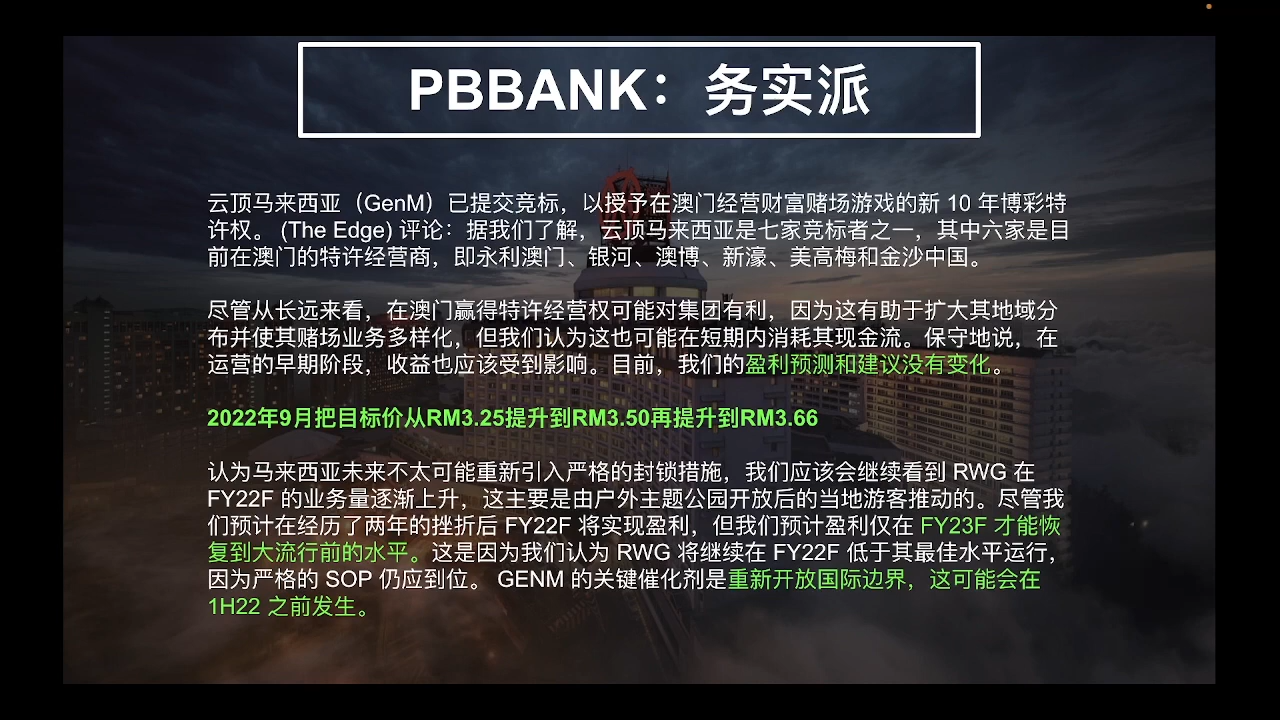 PBBANK：务实派
云顶马来西亚（GenM）已提交竞标，以授予在澳门经营财富赌场游戏的新 10 年博彩特
许权。 (The Edge) 评论：据我们了解，云顶马来西亚是七家竞标者之一，其中六家是目
前在澳门的特许经营商，即永利澳门、银河、澳博、新濠、美高梅和金沙中国。
尽管从长远来看，在澳门赢得特许经营权可能对集团有利，因为这有助于扩大其地域分
布并使其赌场业务多样化，但我们认为这也可能在短期内消耗其现金流。保守地说，在
运营的早期阶段，收益也应该受到影响。目前，我们的盈利预测和建议没有变化。
2022年9月把目标价从RM3.25提升到RM3.50再提升到RM3.66
认为马来西亚未来不太可能重新引入严格的封锁措施，我们应该会继续看到 RWG 在
FY22F 的业务量逐渐上升，这主要是由户外主题公园开放后的当地游客推动的。尽管我
们预计在经历了两年的挫折后 FY22F 将实现盈利，但我们预计盈利仅在 FY23F 才能恢
复到大流行前的水平。这是因为我们认为 RWG 将继续在 FY22F 低于其最佳水平运行，
因为严格的 SOP 仍应到位。 GENM 的关键催化剂是重新开放国际边界，这可能会在
1H22 之前发生。